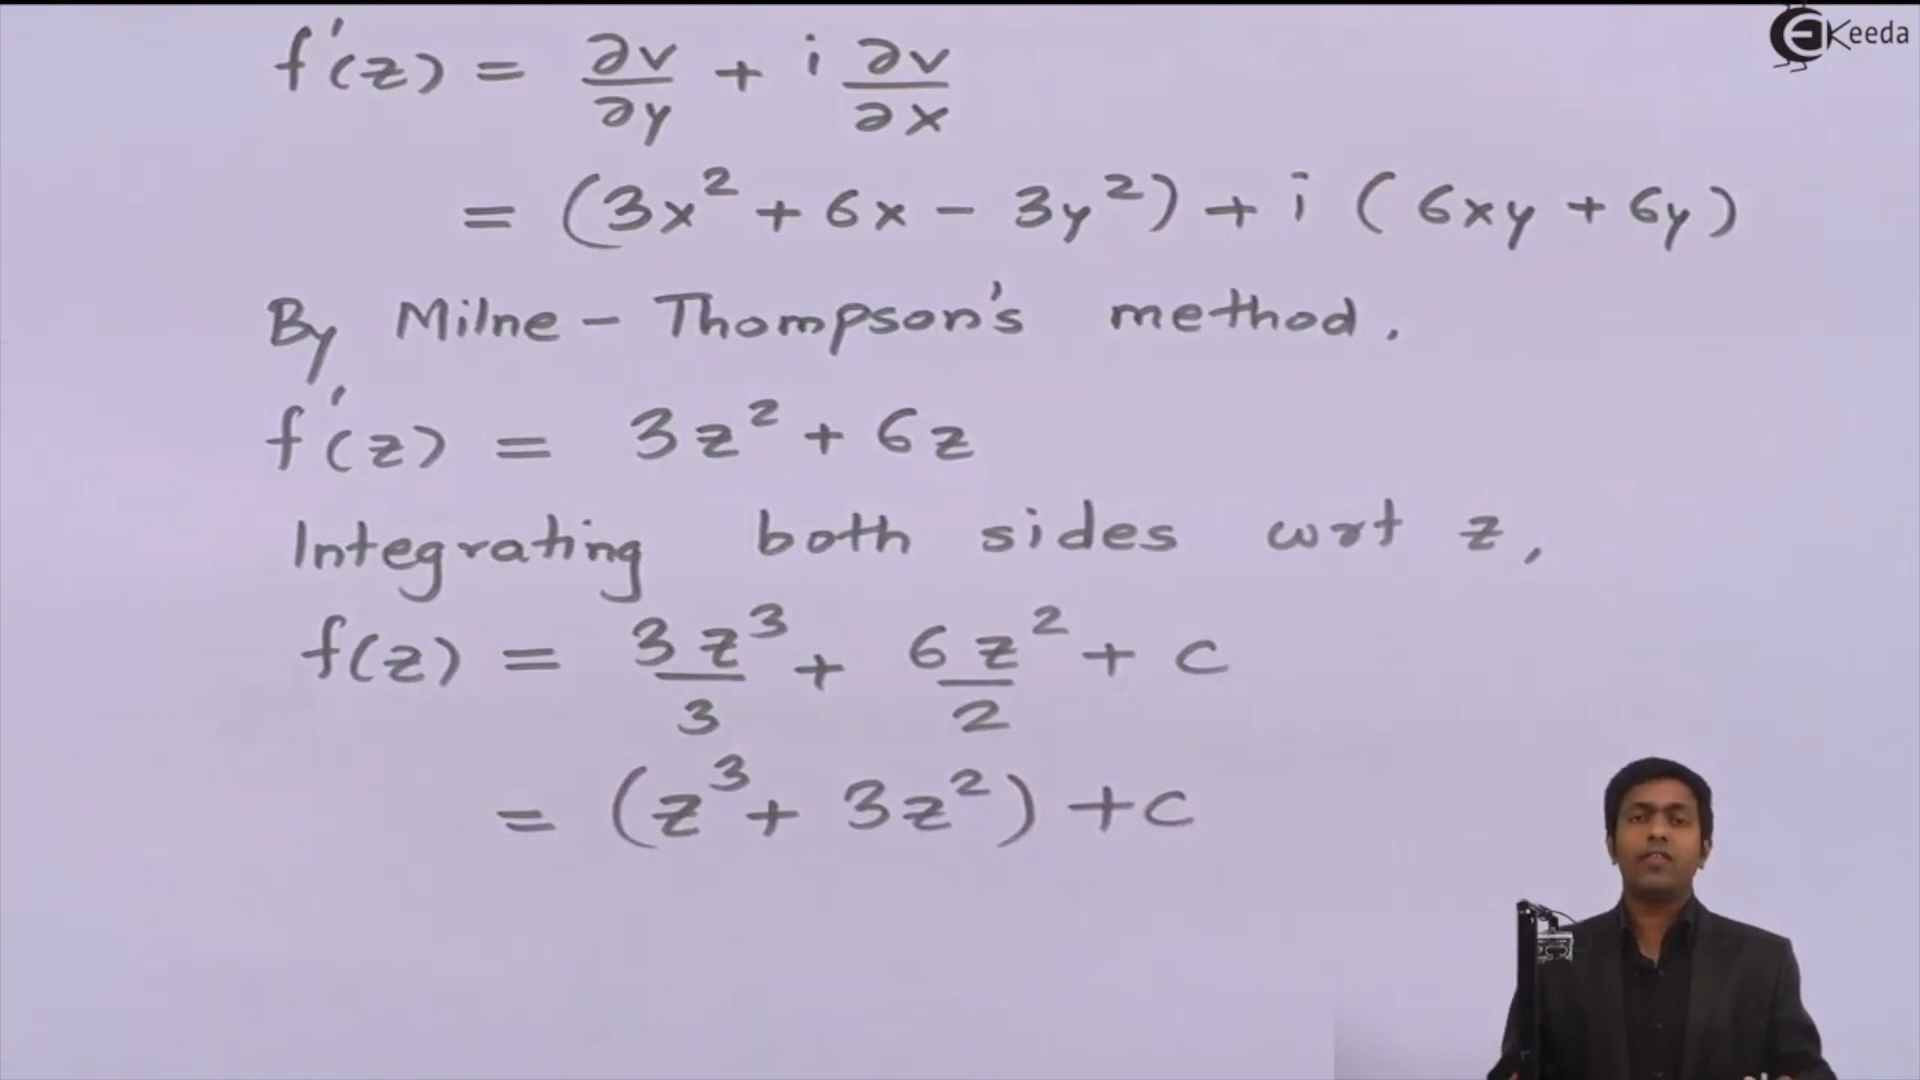 EKeeda
f'(z) = ∂v/∂y + i ∂v/∂x
= (3x² + 6x - 3y²) + i (6xy + 6y)
By Milne - Thompson's method.
f'(z) = 3z² + 6z
Integrating both sides wrt z,
f(z) = 3z³/3 + 6z²/2 + c
= (z³ + 3z²) + c